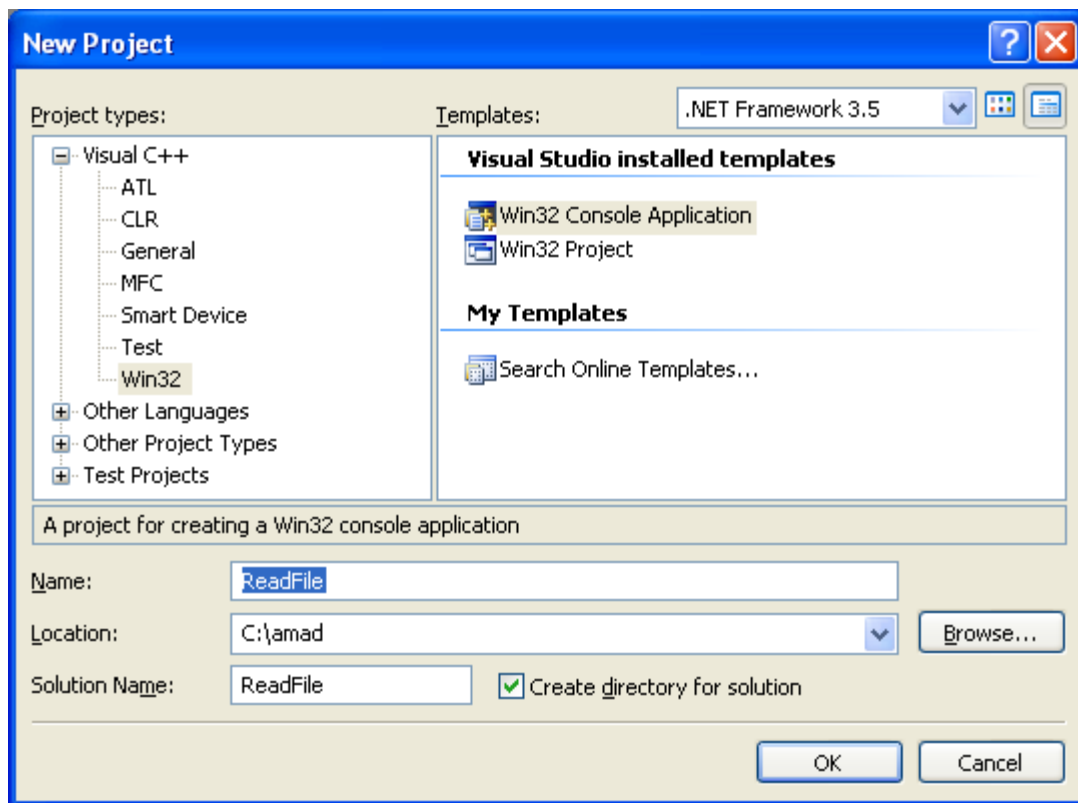 New Project
Project types:
Templates:
.NET Framework 3.5
Visual C++
ATL
CLR
General
MFC
Smart Device
Test
Win32
Other Languages
Other Project Types
Test Projects
Visual Studio installed templates
Win32 Console Application
Win32 Project
My Templates
Search Online Templates...
A project for creating a Win32 console application
Name:
ReadFile
Location:
C:\amad
Browse...
Solution Name:
ReadFile
Create directory for solution
OK
Cancel